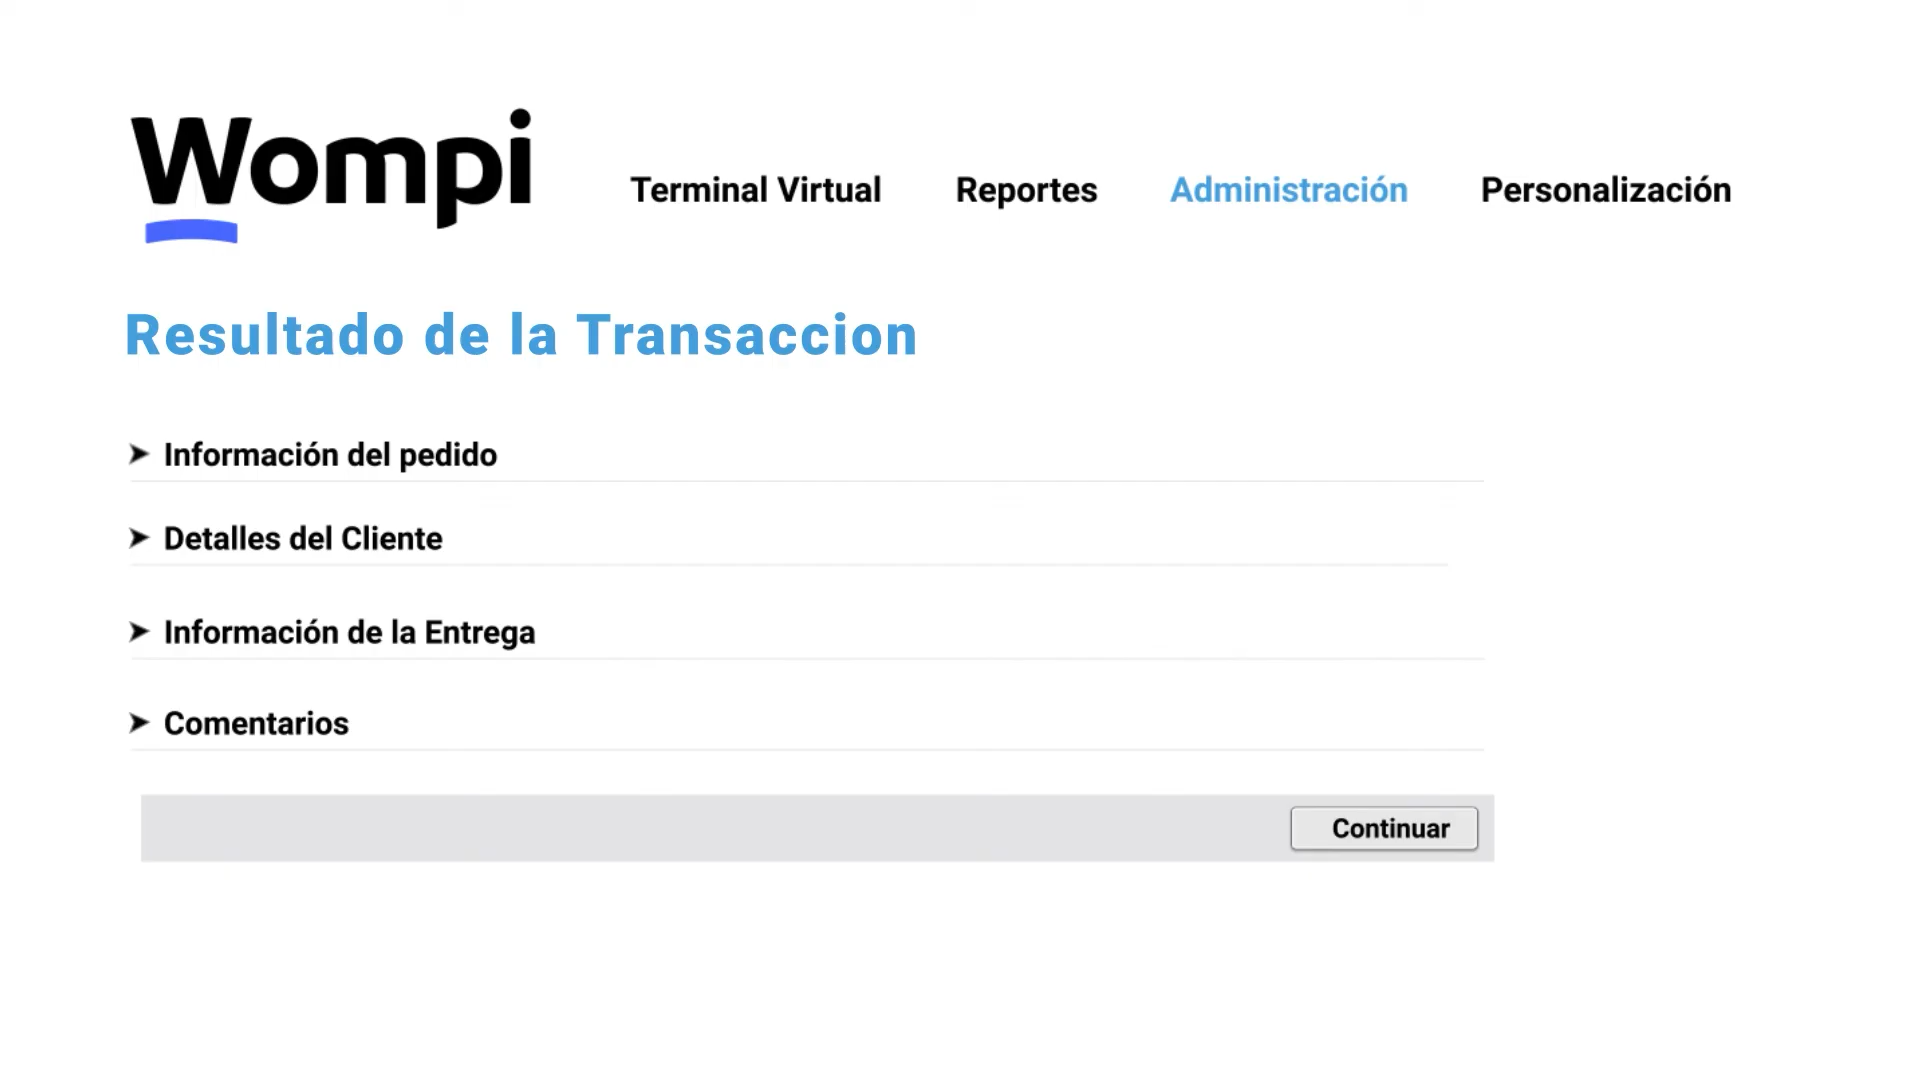 Wompi
Terminal Virtual Reportes Administración Personalización
Resultado de la Transaccion
Información del pedido
Detalles del Cliente
Información de la Entrega
Comentarios
Continuar